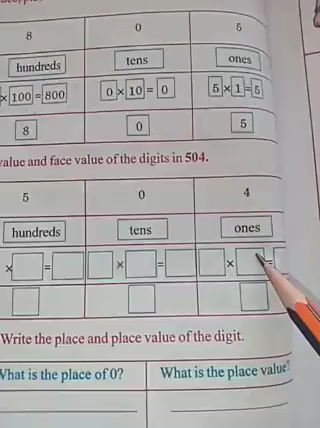 8 0 5
hundreds tens ones
× 100 = 800 0 × 10 = 0 5 × 1 = 5
8 0 5
value and face value of the digits in 504.
5 0 4
hundreds tens ones
× = × = × =
Write the place and place value of the digit.
What is the place of 0? What is the place value?